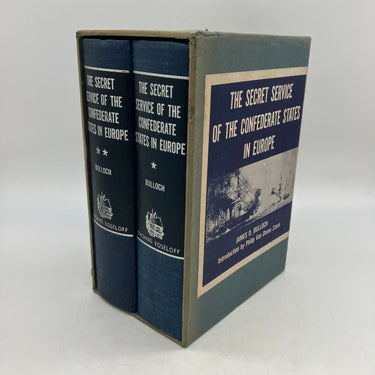 THE SECRET
SERVICE OF THE
CONFEDERATE
STATES IN EUROPE
★ ★
BULLOCH
THOMAS YOSELOFF
THE SECRET
SERVICE OF THE
CONFEDERATE
STATES IN EUROPE
★
BULLOCH
THOMAS YOSELOFF
THE SECRET SERVICE
OF THE CONFEDERATE STATES
IN EUROPE
JAMES D. BULLOCH
Introduction by Philip Van Doren Stern